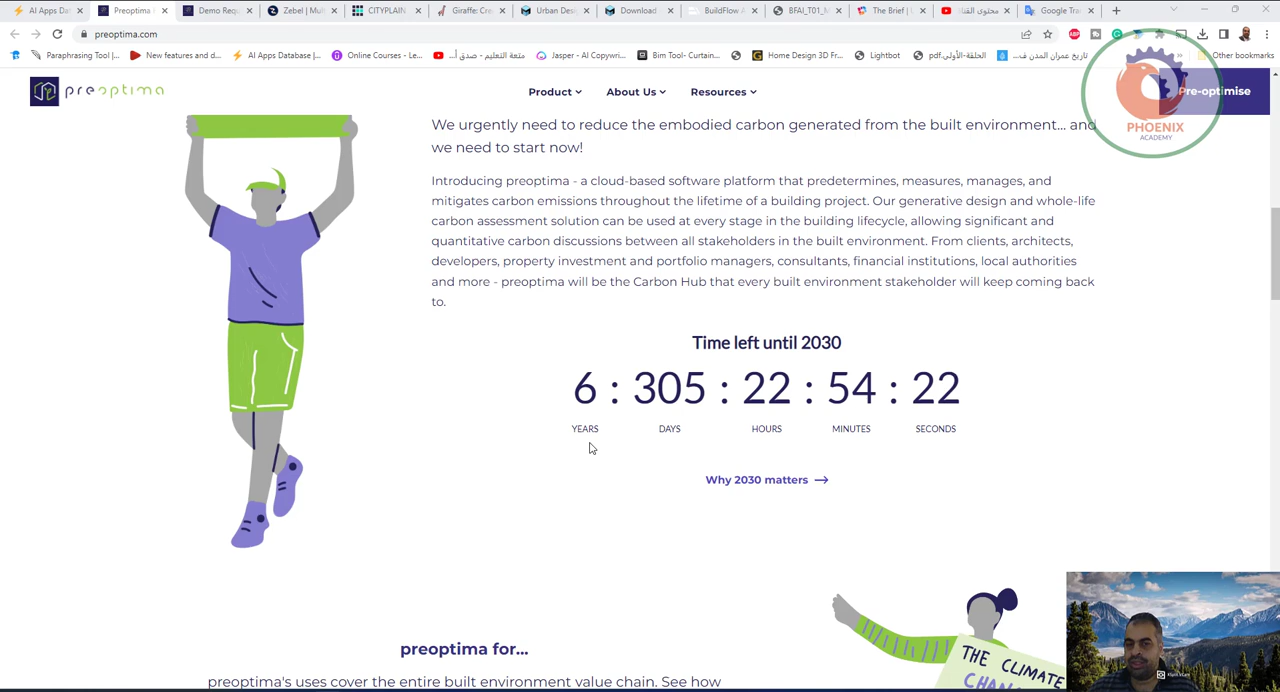 AI Apps Dat
Preoptima
Demo Requ
Zebel | Mult
CITYPLAIN
Giraffe: Cre
Urban Desi
Download
BuildFlow A
BFAI_T01_M
The Brief | U
محتوى القناة
Google Tra
preoptima.com
Paraphrasing Tool |...
New features and d...
AI Apps Database |...
Online Courses - Le...
متعة التعليم - صدق أ...
Jasper - AI Copywri...
Bim Tool- Curtain...
Home Design 3D Fr...
Lightbot
الحلقة-الأولى.pdf
تاريخ عمران المدن ف...
Other bookmarks
preoptima
Product
About Us
Resources
Pre-optimise
PHOENIX
ACADEMY
We urgently need to reduce the embodied carbon generated from the built environment... and
we need to start now!
Introducing preoptima - a cloud-based software platform that predetermines, measures, manages, and
mitigates carbon emissions throughout the lifetime of a building project. Our generative design and whole-life
carbon assessment solution can be used at every stage in the building lifecycle, allowing significant and
quantitative carbon discussions between all stakeholders in the built environment. From clients, architects,
developers, property investment and portfolio managers, consultants, financial institutions, local authorities
and more - preoptima will be the Carbon Hub that every built environment stakeholder will keep coming back
to.
Time left until 2030
6 : 305 : 22 : 54 : 22
YEARS DAYS HOURS MINUTES SECONDS
Why 2030 matters →
preoptima for...
preoptima's uses cover the entire built environment value chain. See how
THE CLIMATE